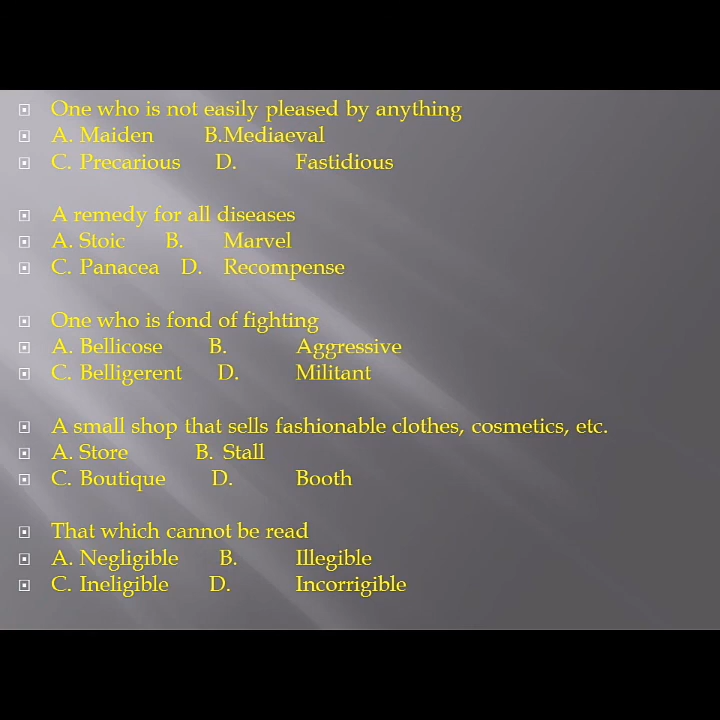 One who is not easily pleased by anything
A. Maiden B.Mediaeval
C. Precarious D. Fastidious
A remedy for all diseases
A. Stoic B. Marvel
C. Panacea D. Recompense
One who is fond of fighting
A. Bellicose B. Aggressive
C. Belligerent D. Militant
A small shop that sells fashionable clothes, cosmetics, etc.
A. Store B. Stall
C. Boutique D. Booth
That which cannot be read
A. Negligible B. Illegible
C. Ineligible D. Incorrigible